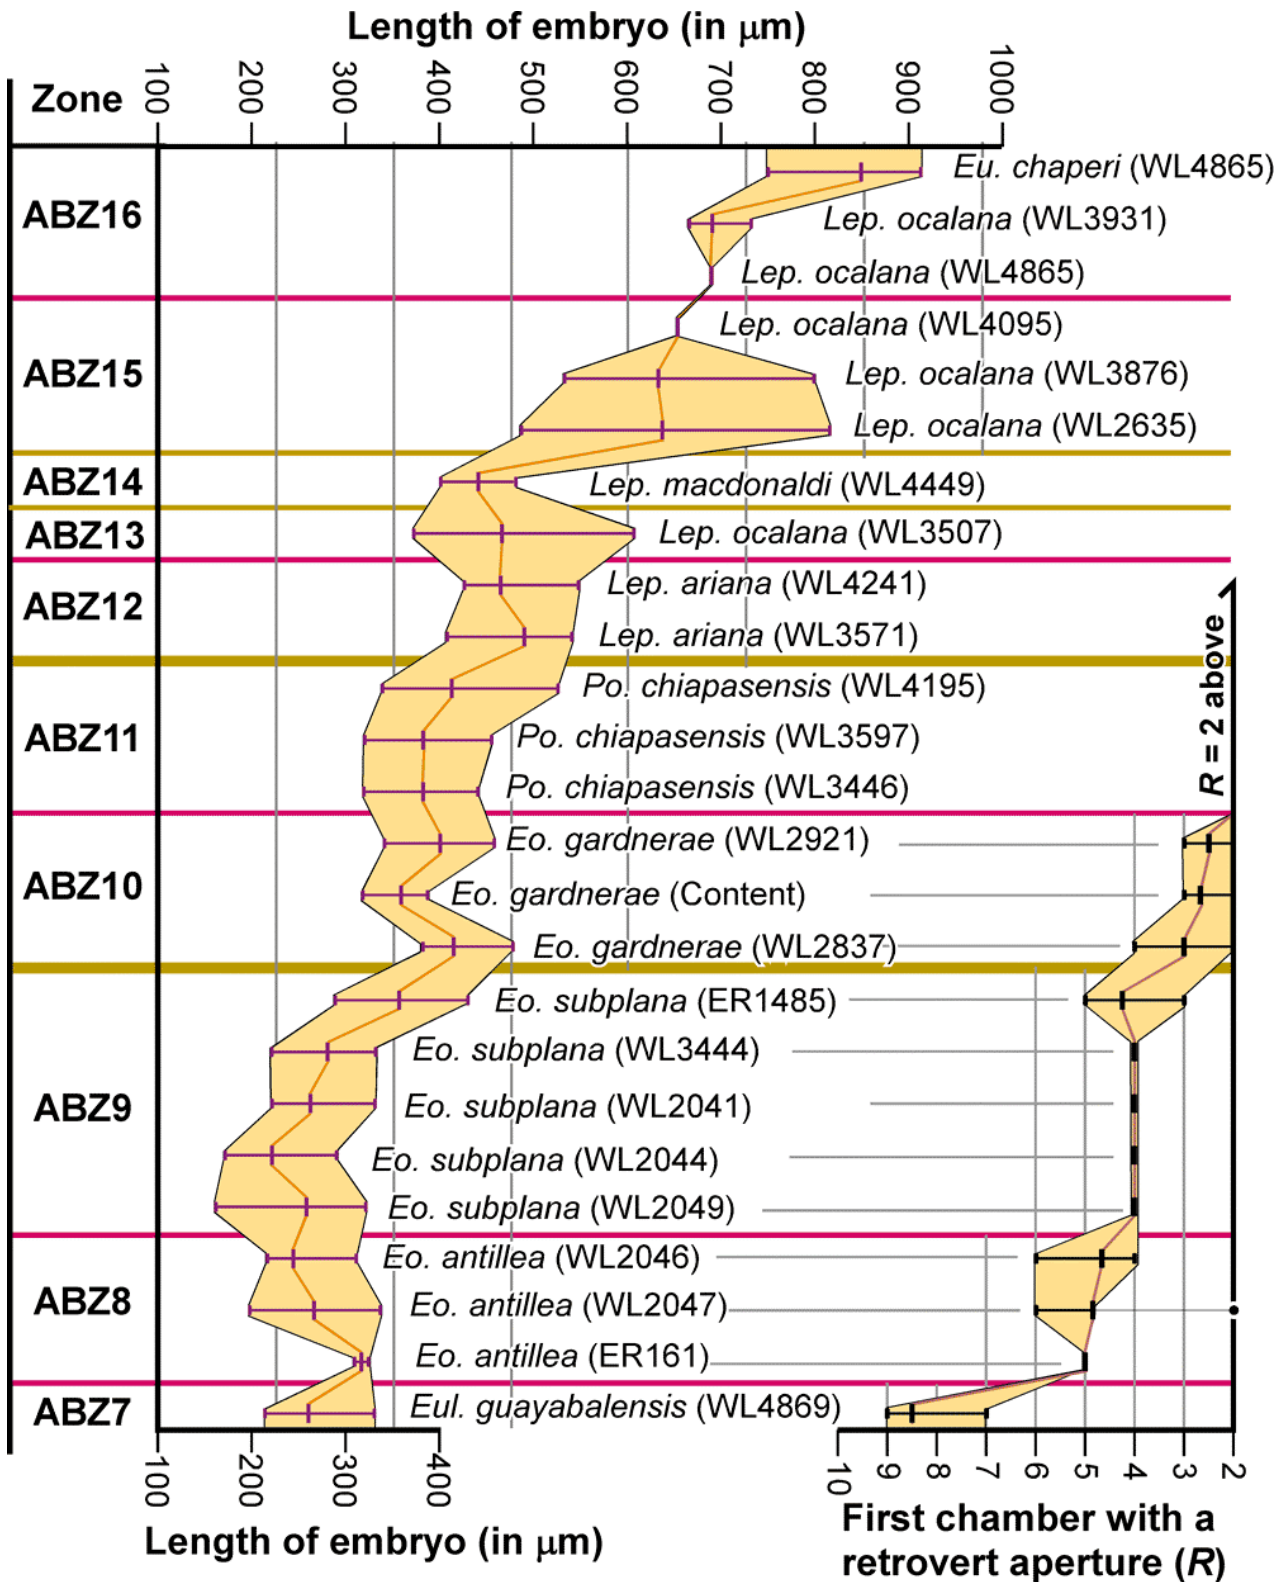 Length of embryo (in μm)
100 200 300 400 500 600 700 800 900 1000
Zone
ABZ16
Eu. chaperi (WL4865)
Lep. ocalana (WL3931)
Lep. ocalana (WL4865)
ABZ15
Lep. ocalana (WL4095)
Lep. ocalana (WL3876)
Lep. ocalana (WL2635)
ABZ14
Lep. macdonaldi (WL4449)
ABZ13
Lep. ocalana (WL3507)
ABZ12
Lep. ariana (WL4241)
Lep. ariana (WL3571)
R = 2 above
ABZ11
Po. chiapasensis (WL4195)
Po. chiapasensis (WL3597)
Po. chiapasensis (WL3446)
ABZ10
Eo. gardnerae (WL2921)
Eo. gardnerae (Content)
Eo. gardnerae (WL2837)
ABZ9
Eo. subplana (ER1485)
Eo. subplana (WL3444)
Eo. subplana (WL2041)
Eo. subplana (WL2044)
Eo. subplana (WL2049)
ABZ8
Eo. antillea (WL2046)
Eo. antillea (WL2047)
Eo. antillea (ER161)
ABZ7
Eul. guayabalensis (WL4869)
100 200 300 400
10 9 8 7 6 5 4 3 2
Length of embryo (in μm)
First chamber with a
retrovert aperture (R)